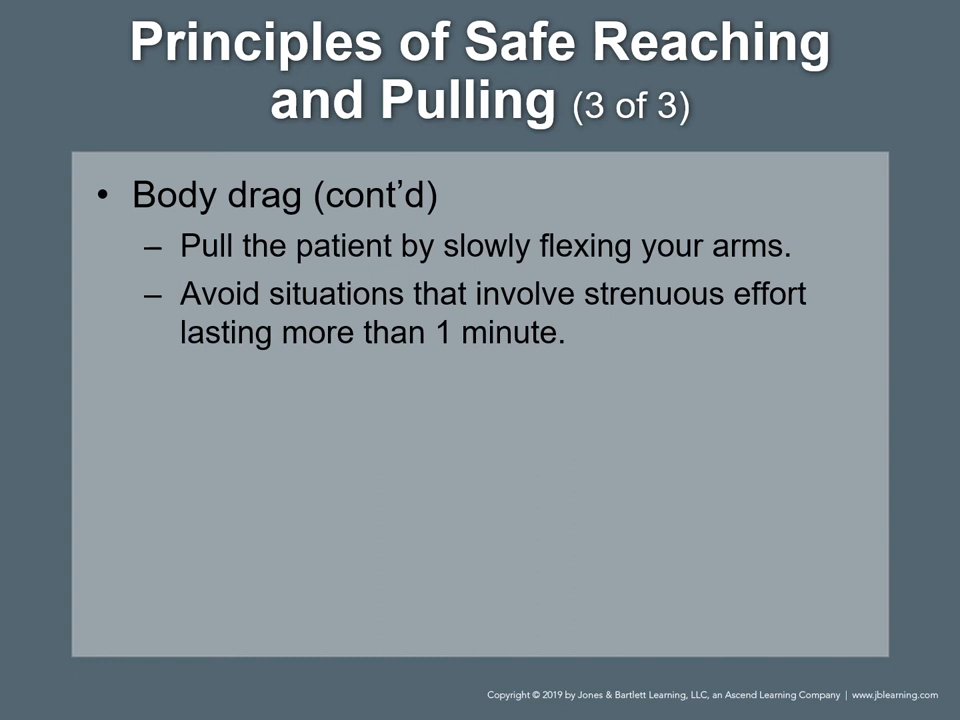 Principles of Safe Reaching
and Pulling (3 of 3)
• Body drag (cont’d)
– Pull the patient by slowly flexing your arms.
– Avoid situations that involve strenuous effort
lasting more than 1 minute.
Copyright © 2019 by Jones & Bartlett Learning, LLC, an Ascend Learning Company | www.jblearning.com